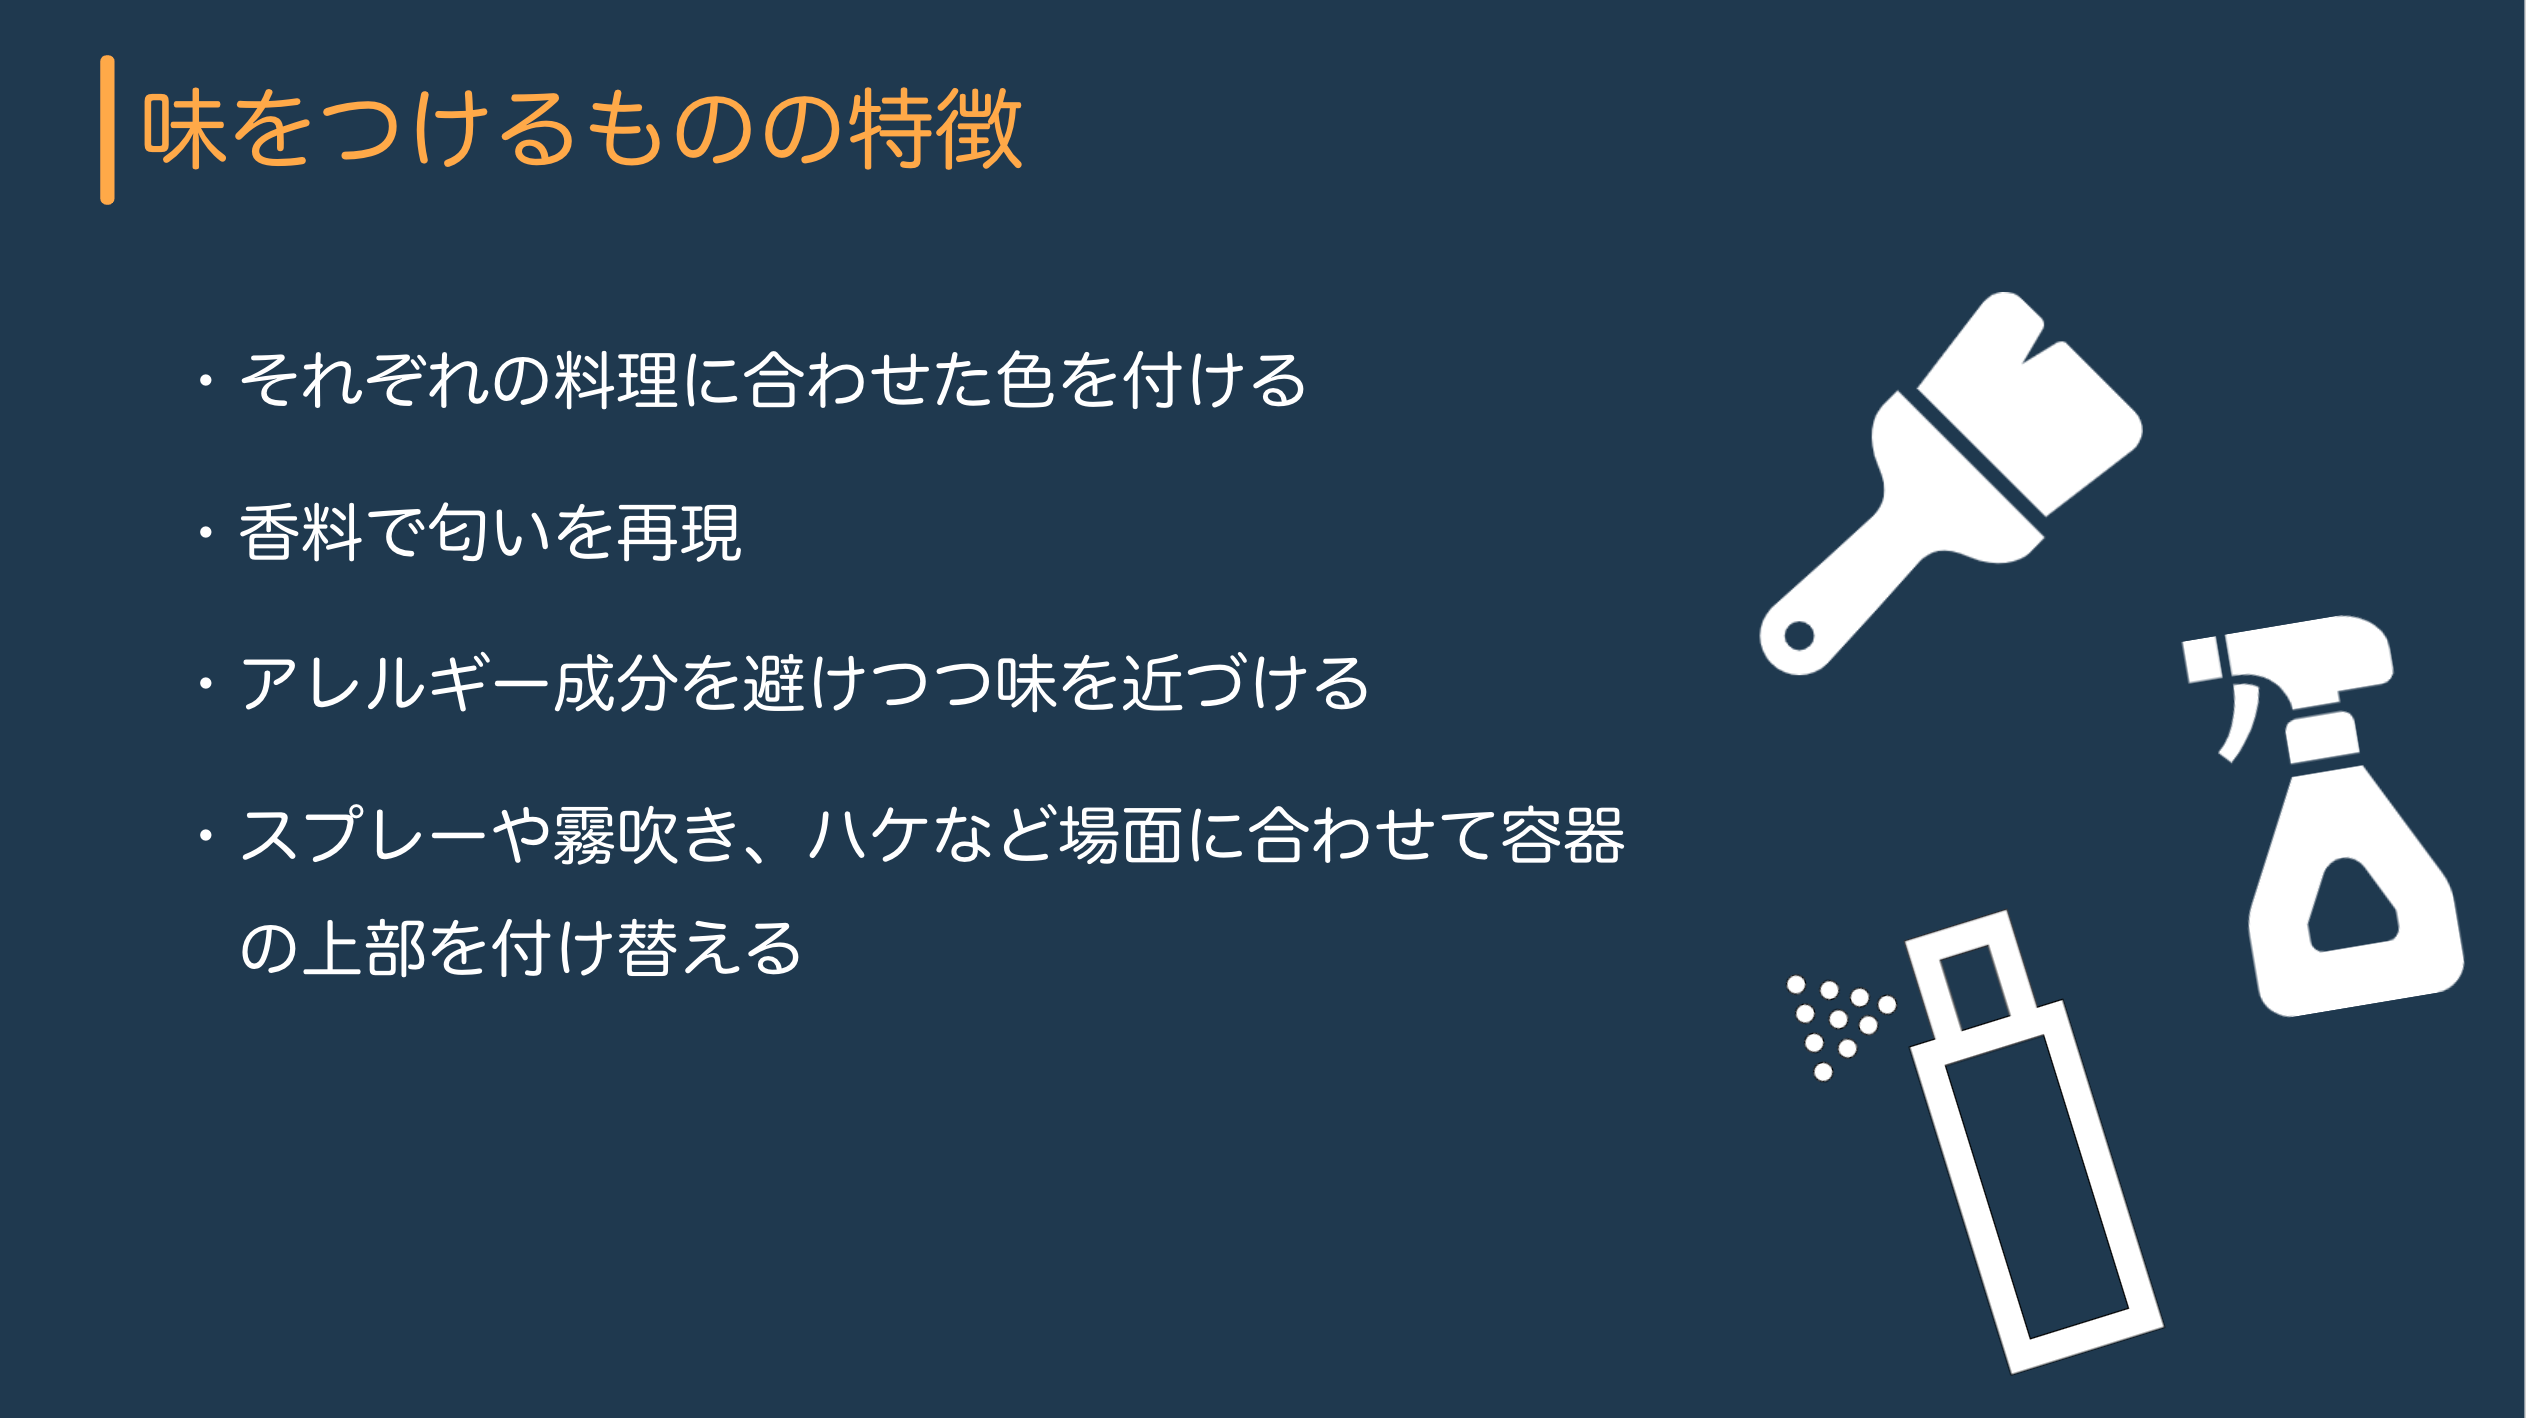 味をつけるものの特徴
・それぞれの料理に合わせた色を付ける
・香料で匂いを再現
・アレルギー成分を避けつつ味を近づける
・スプレーや霧吹き、ハケなど場面に合わせて容器
の上部を付け替える